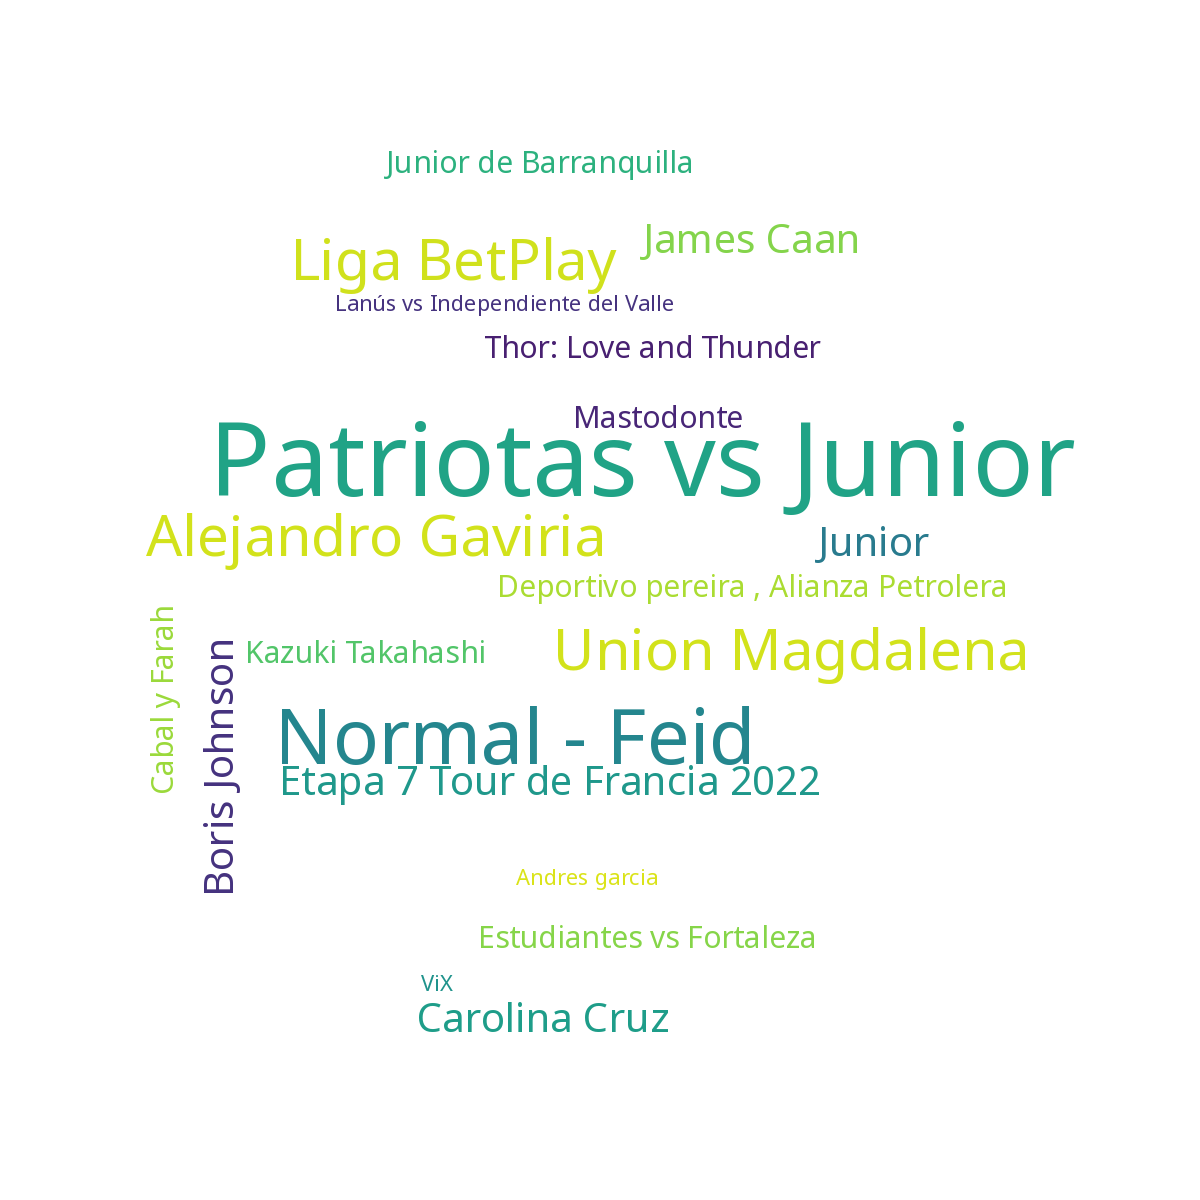 Junior de Barranquilla
James Caan
Liga BetPlay
Lanús vs Independiente del Valle
Thor: Love and Thunder
Mastodonte
Patriotas vs Junior
Alejandro Gaviria
Junior
Deportivo pereira , Alianza Petrolera
Cabal y Farah
Boris Johnson
Kazuki Takahashi
Union Magdalena
Normal - Feid
Etapa 7 Tour de Francia 2022
Andres garcia
Estudiantes vs Fortaleza
ViX
Carolina Cruz